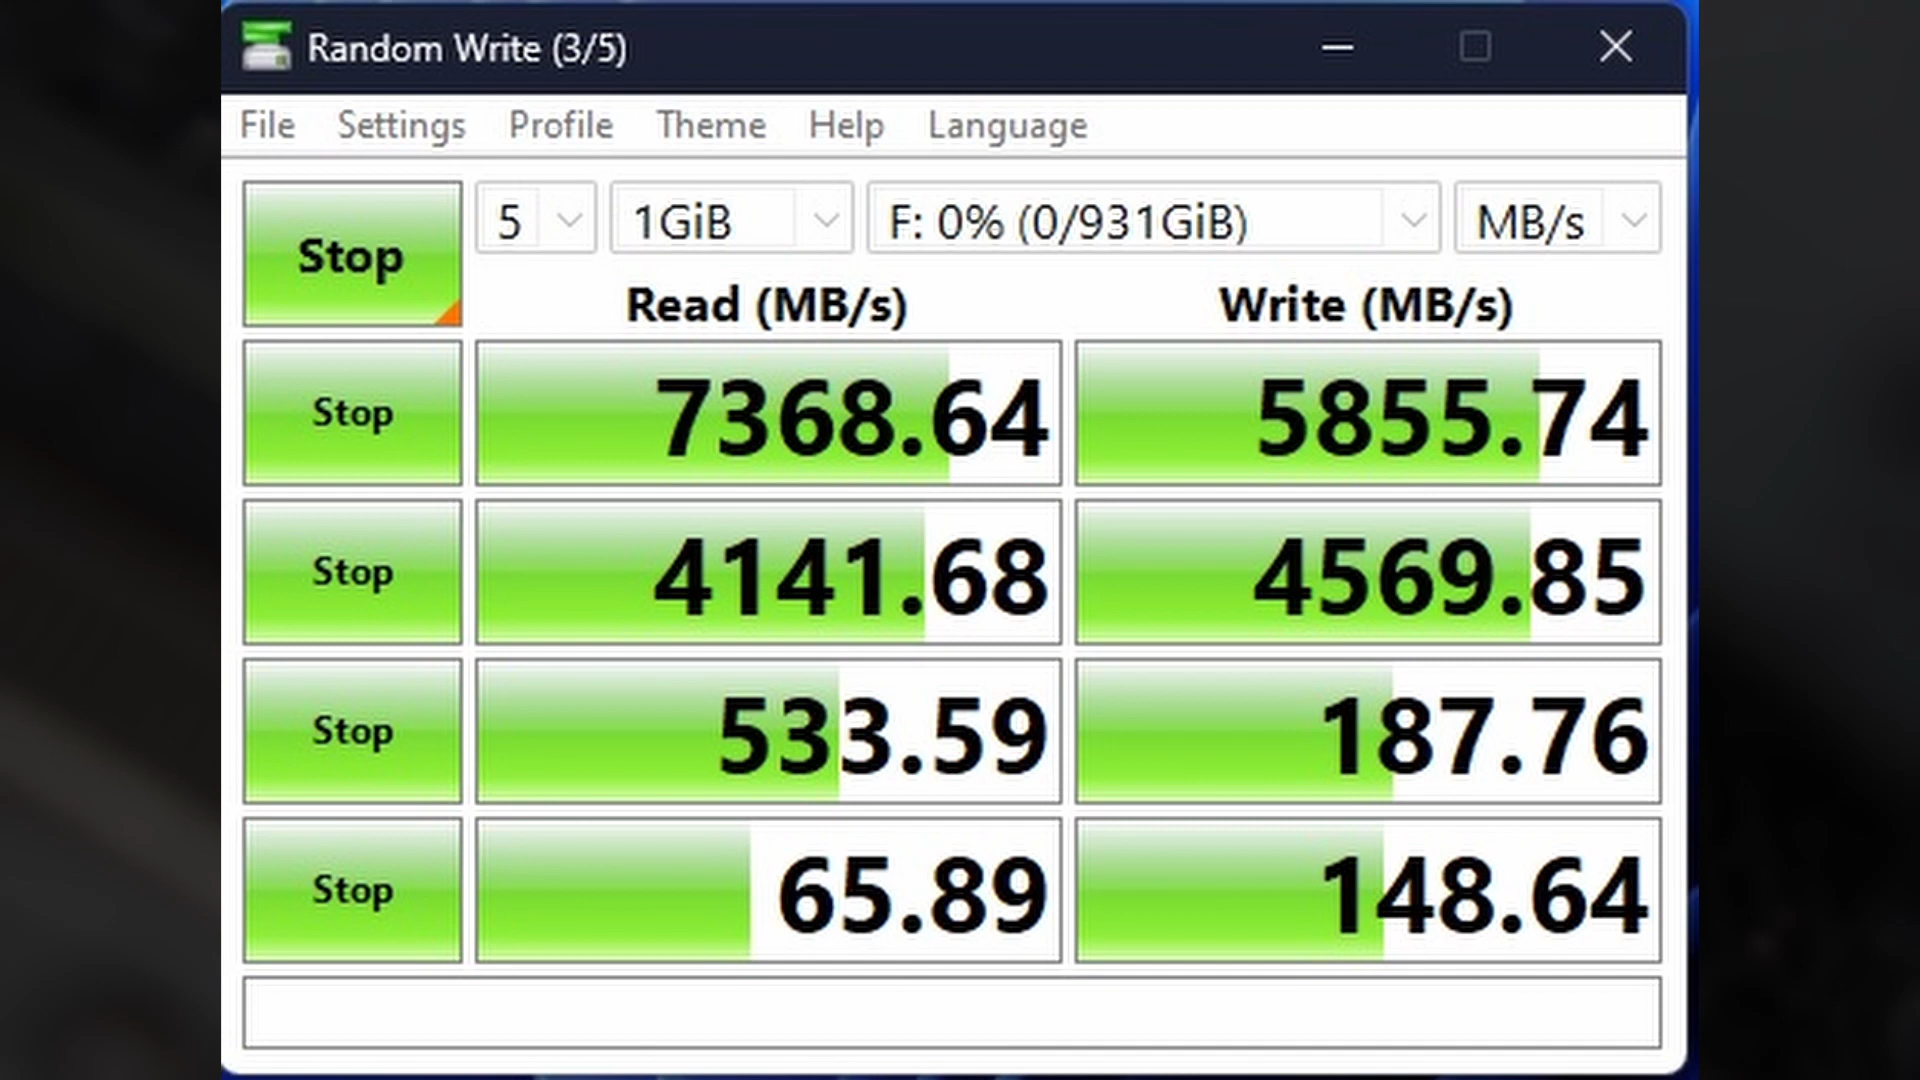 Random Write (3/5)
File Settings Profile Theme Help Language
Stop 5 1GiB F: 0% (0/931GiB) MB/s
Read (MB/s) Write (MB/s)
Stop 7368.64 5855.74
Stop 4141.68 4569.85
Stop 533.59 187.76
Stop 65.89 148.64